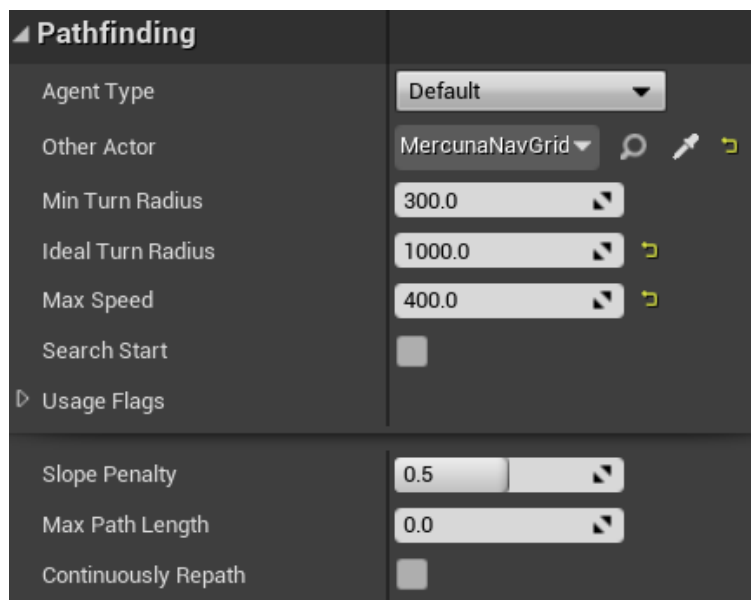 Pathfinding
Agent Type Default
Other Actor MercunaNavGrid
Min Turn Radius 300.0
Ideal Turn Radius 1000.0
Max Speed 400.0
Search Start
Usage Flags
Slope Penalty 0.5
Max Path Length 0.0
Continuously Repath